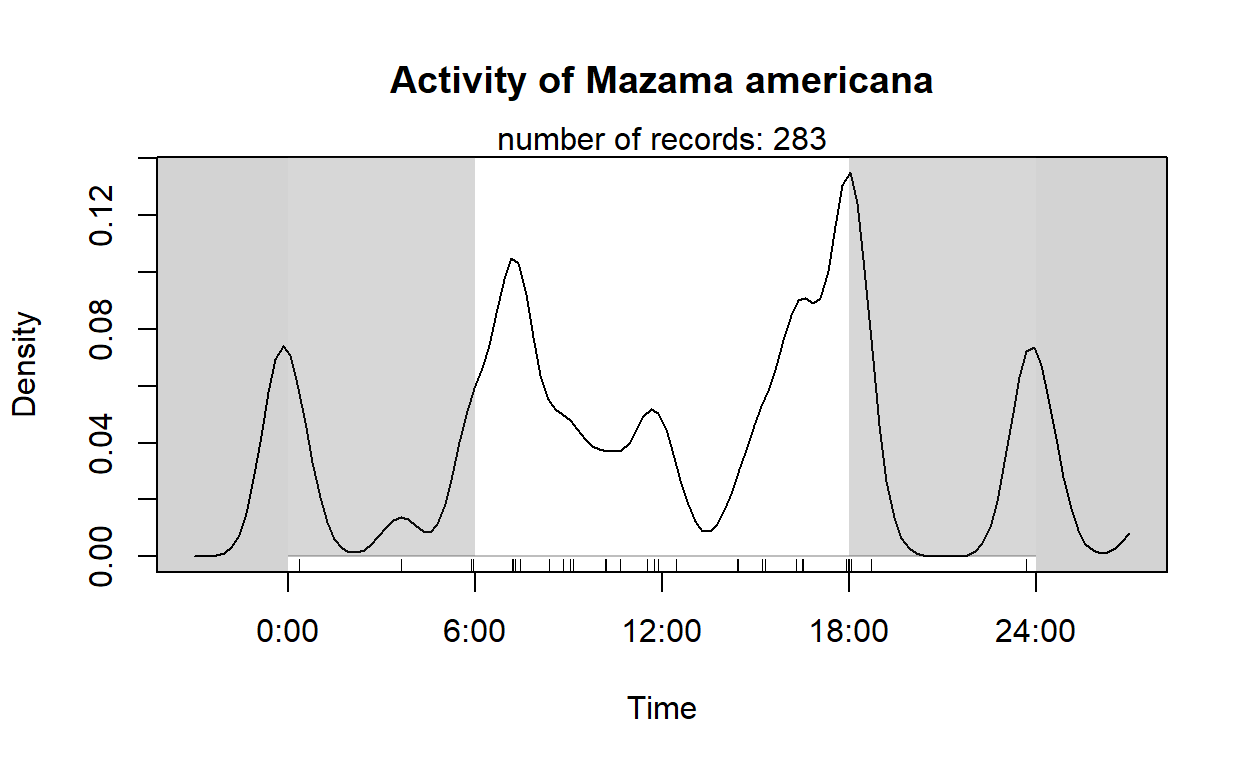 Activity of Mazama americana
number of records: 283
Density
0.12
0.08
0.04
0.00
0:00 6:00 12:00 18:00 24:00
Time